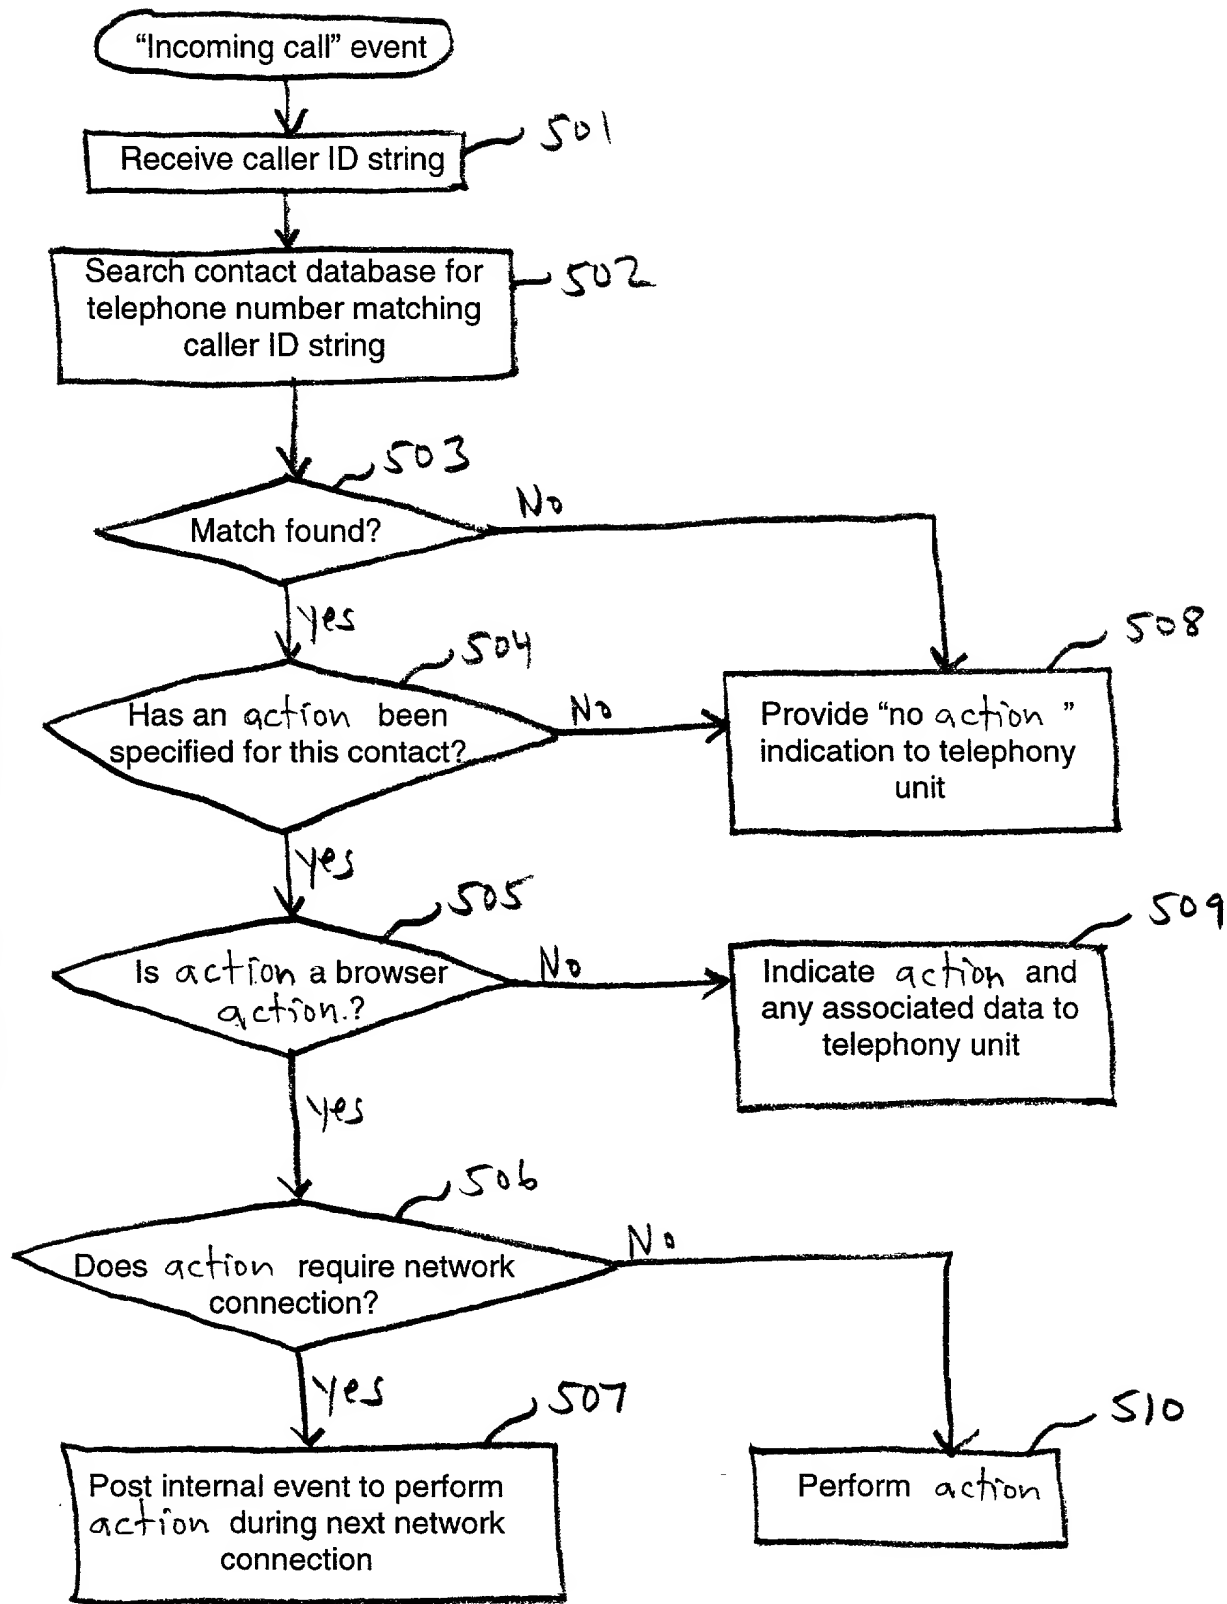 “Incoming call” event
501
Receive caller ID string
502
Search contact database for
telephone number matching
caller ID string
503
No
Match found?
yes
504
508
Has an action been
specified for this contact?
No
Provide “no action ”
indication to telephony
unit
yes
505
509
Is action a browser
action.?
No
Indicate action and
any associated data to
telephony unit
yes
506
No
Does action require network
connection?
yes
507
510
Post internal event to perform
action during next network
connection
Perform action